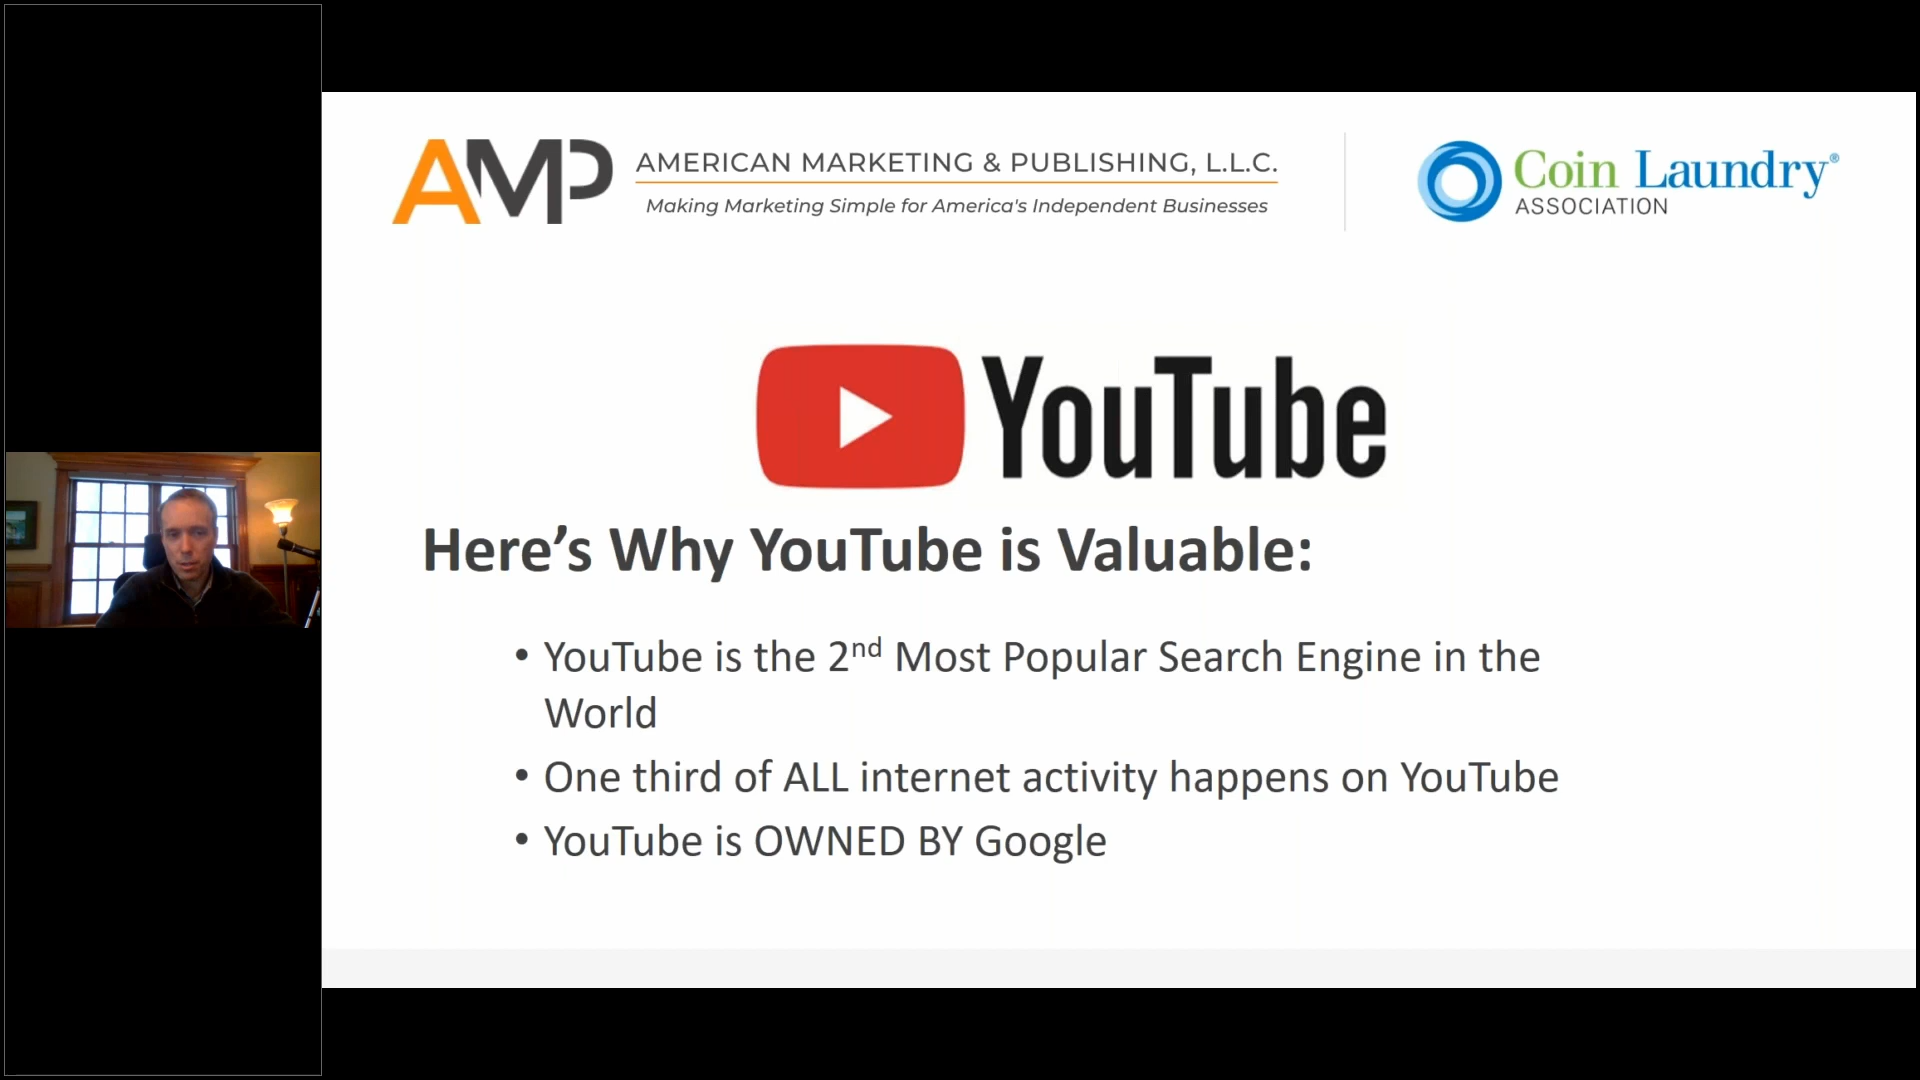 AMP
AMERICAN MARKETING & PUBLISHING, L.L.C.
Making Marketing Simple for America's Independent Businesses
Coin Laundry®
ASSOCIATION
YouTube
Here’s Why YouTube is Valuable:
• YouTube is the 2nd Most Popular Search Engine in the
World
• One third of ALL internet activity happens on YouTube
• YouTube is OWNED BY Google